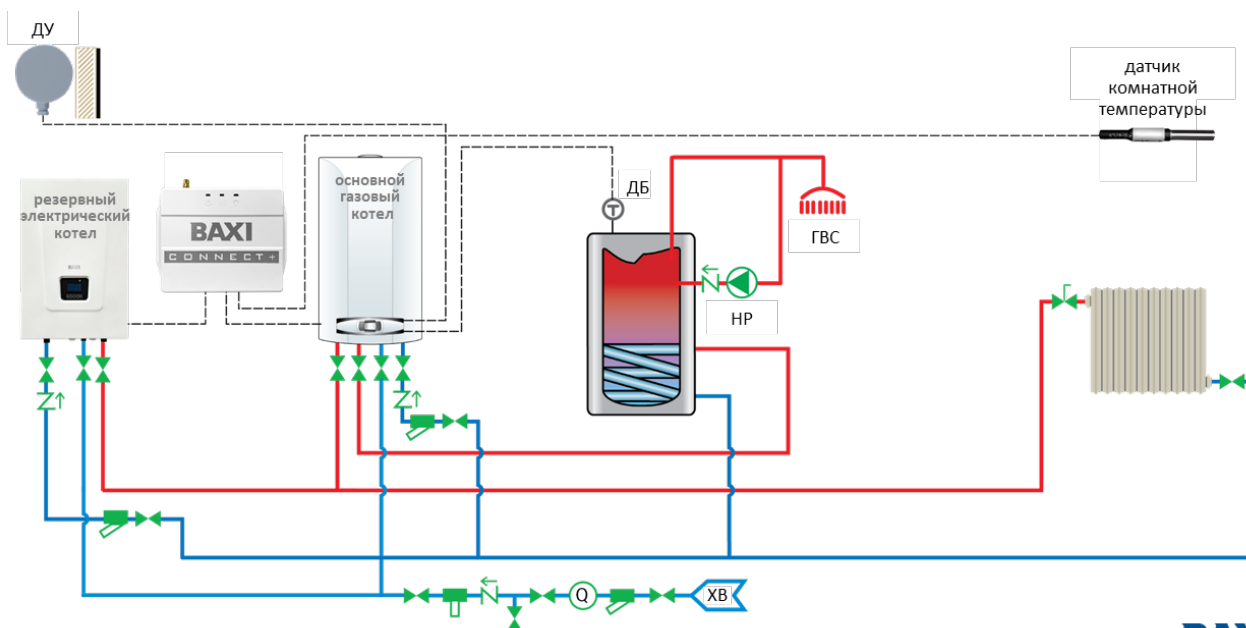 ДУ
датчик
комнатной
температуры
резервный
электрический
котел
BAXI
CONNECT+
основной
газовый
котел
ДБ
T
ГВС
НР
Q
ХВ